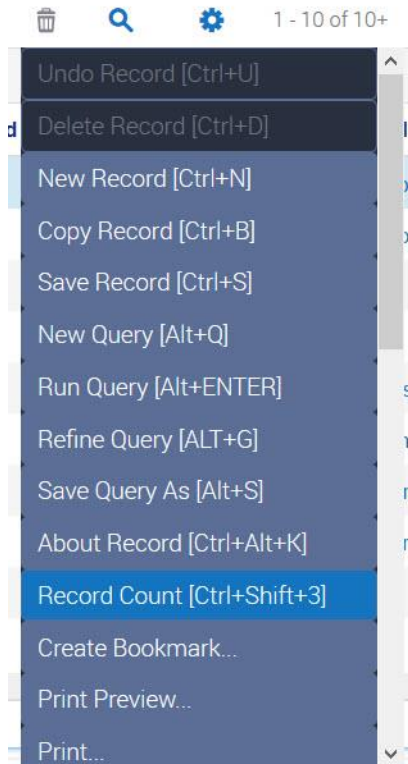 1 - 10 of 10+
Undo Record [Ctrl+U]
Delete Record [Ctrl+D]
New Record [Ctrl+N]
Copy Record [Ctrl+B]
Save Record [Ctrl+S]
New Query [Alt+Q]
Run Query [Alt+ENTER]
Refine Query [ALT+G]
Save Query As [Alt+S]
About Record [Ctrl+Alt+K]
Record Count [Ctrl+Shift+3]
Create Bookmark...
Print Preview...
Print...